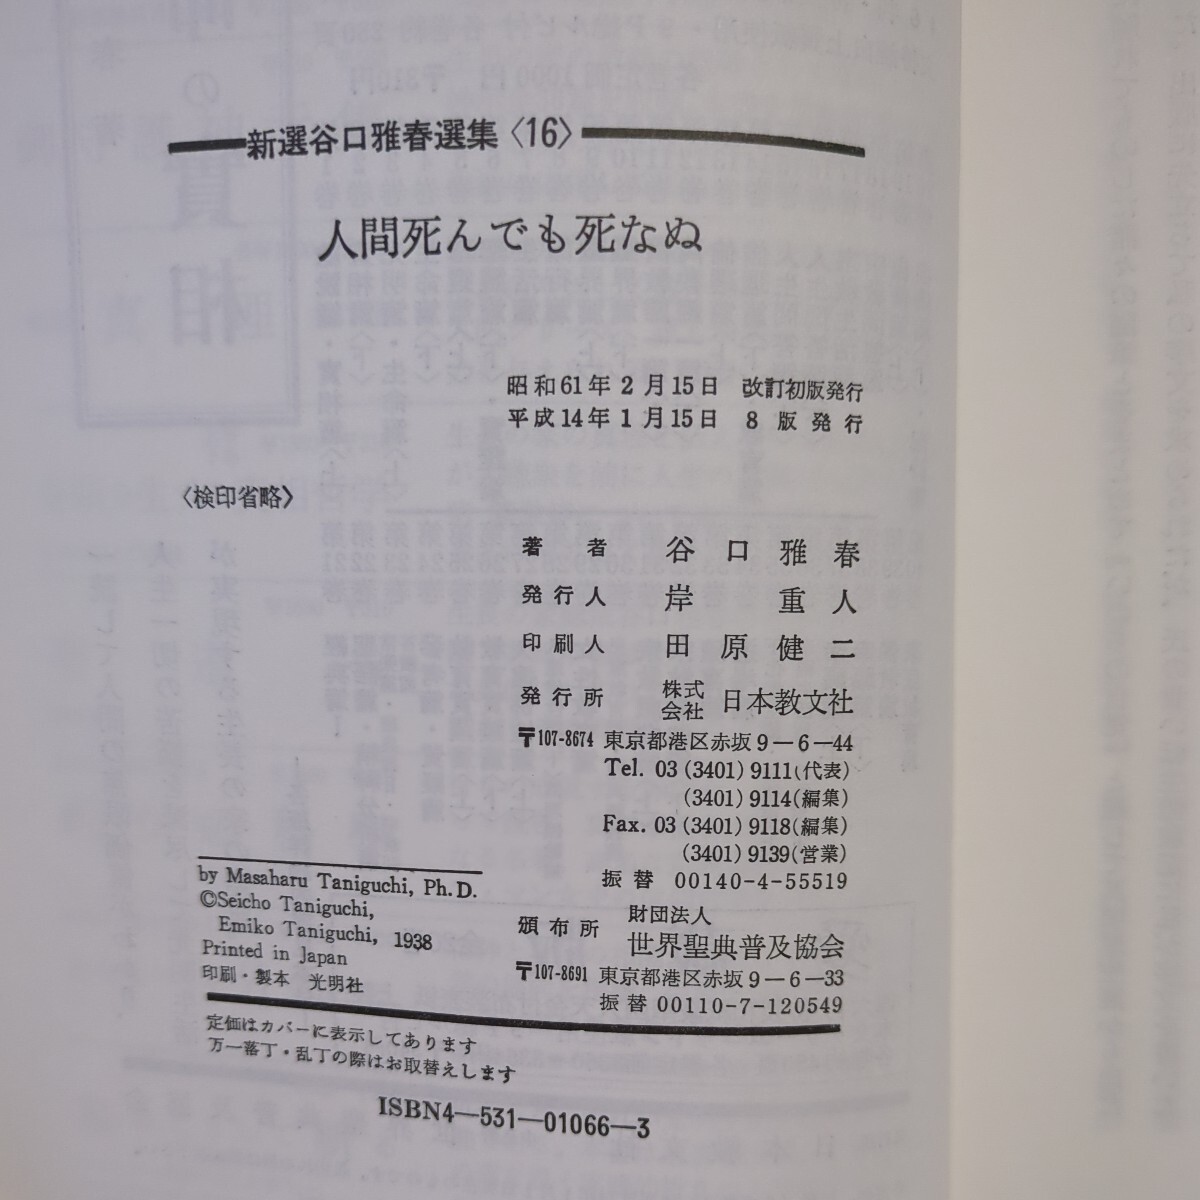 新選谷口雅春選集〈16〉
人間死んでも死なぬ
昭和61年2月15日 改訂初版発行
平成14年1月15日 8版発行
〈検印省略〉
著者 谷口雅春
発行人 岸重人
印刷人 田原健二
発行所 株式会社 日本教文社
〒107-8674 東京都港区赤坂9-6-44
Tel. 03 (3401) 9111(代表)
(3401) 9114(編集)
Fax. 03 (3401) 9118(編集)
(3401) 9139(営業)
振替 00140-4-55519
頒布所 財団法人 世界聖典普及協会
〒107-8691 東京都港区赤坂9-6-33
振替 00110-7-120549
by Masaharu Taniguchi, Ph.D.
©Seicho Taniguchi,
Emiko Taniguchi, 1938
Printed in Japan
印刷・製本 光明社
定価はカバーに表示してあります
万一落丁・乱丁の際はお取替えします
ISBN4-531-01066-3